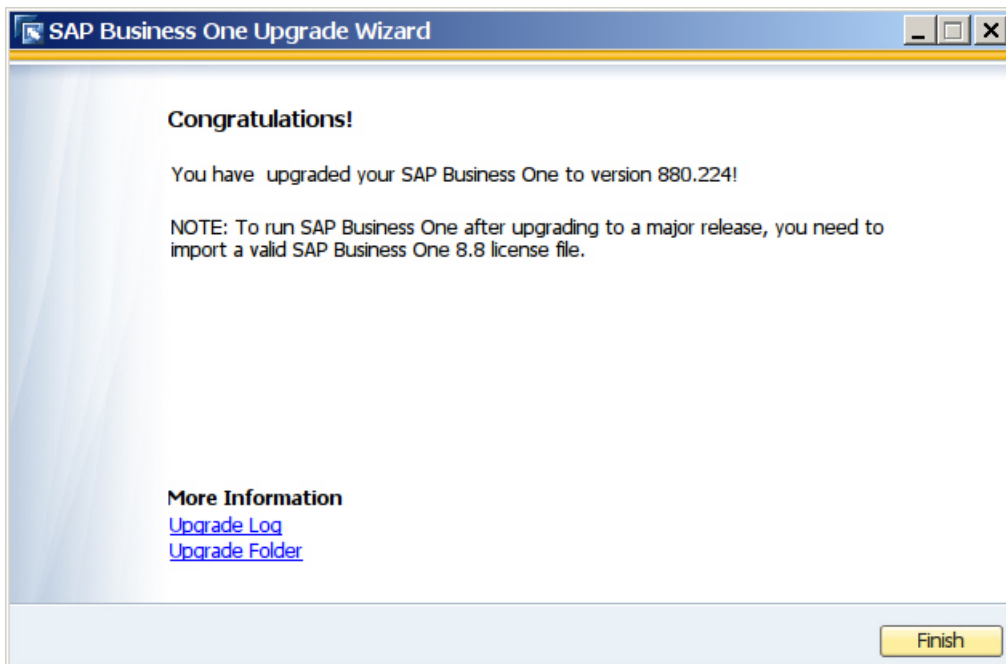 SAP Business One Upgrade Wizard
Congratulations!
You have upgraded your SAP Business One to version 880.224!
NOTE: To run SAP Business One after upgrading to a major release, you need to
import a valid SAP Business One 8.8 license file.
More Information
Upgrade Log
Upgrade Folder
Finish